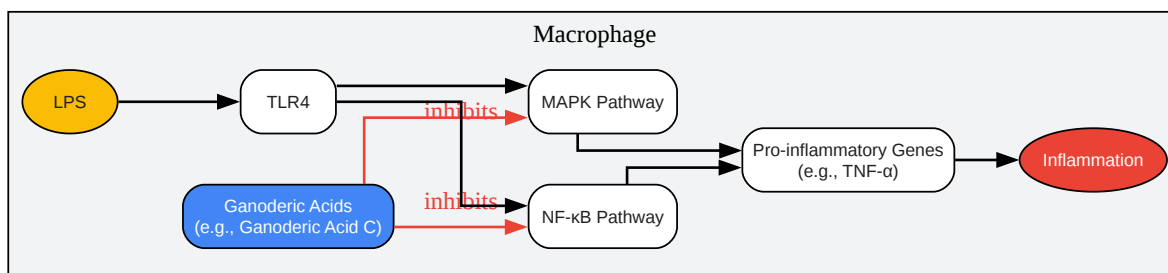 Macrophage
LPS
TLR4
inhibits
MAPK Pathway
Pro-inflammatory Genes
(e.g., TNF-α)
Inflammation
Ganoderic Acids
(e.g., Ganoderic Acid C)
inhibits
NF-κB Pathway